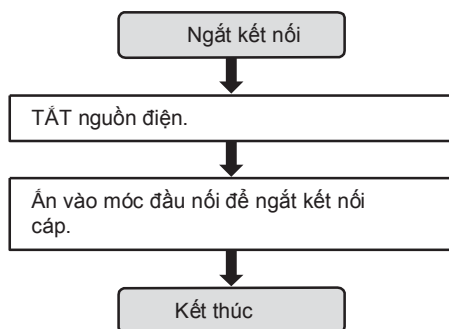 Ngắt kết nối
TẮT nguồn điện.
Ấn vào móc đầu nối để ngắt kết nối
cáp.
Kết thúc